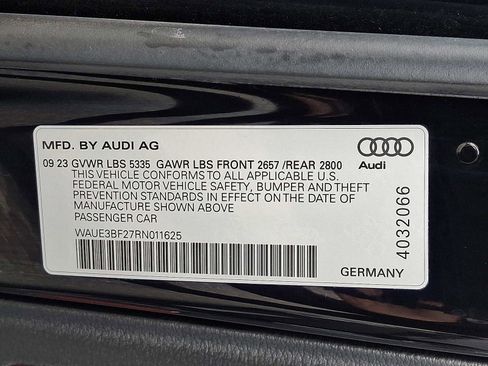 MFD. BY AUDI AG
Audi
09 23 GVWR LBS 5335 GAWR LBS FRONT 2657 /REAR 2800
THIS VEHICLE CONFORMS TO ALL APPLICABLE U.S.
FEDERAL MOTOR VEHICLE SAFETY, BUMPER AND THEFT
PREVENTION STANDARDS IN EFFECT ON THE DATE OF
MANUFACTURE SHOWN ABOVE
PASSENGER CAR
WAUE3BF27RN011625
4032066
GERMANY